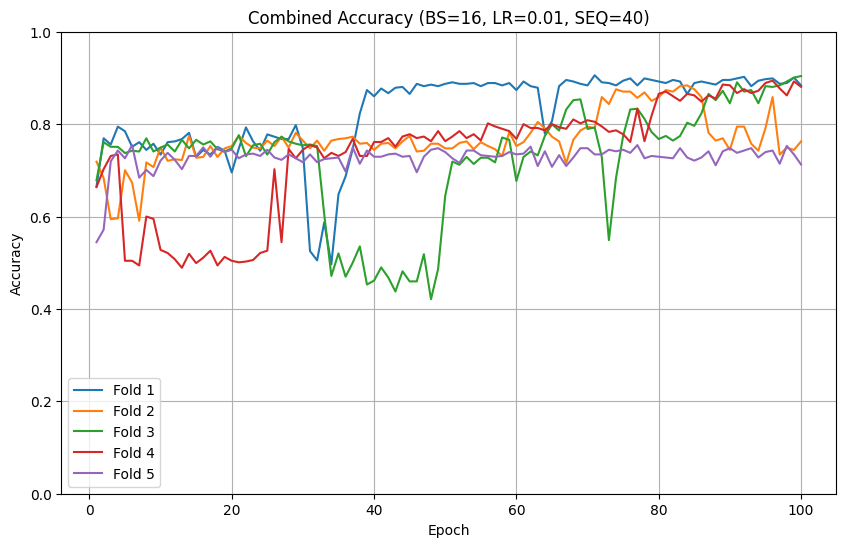 Combined Accuracy (BS=16, LR=0.01, SEQ=40)
1.0
0.8
0.6
0.4
0.2
0.0
Accuracy
Fold 1
Fold 2
Fold 3
Fold 4
Fold 5
0 20 40 60 80 100
Epoch